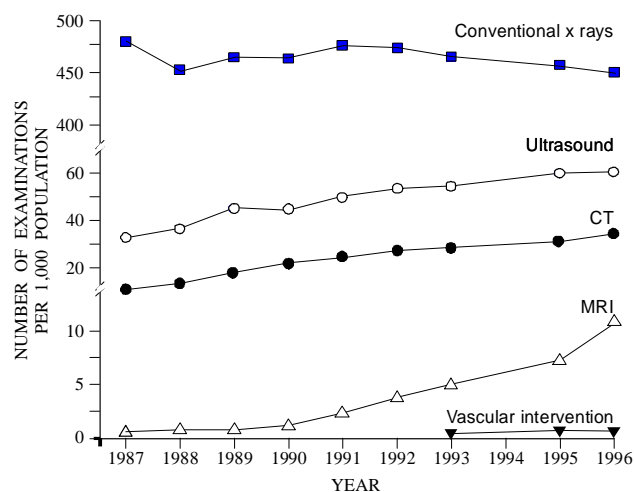 500
Conventional x rays
450
400
Ultrasound
60
CT
40
20
MRI
10
5
Vascular intervention
0
NUMBER OF EXAMINATIONS
PER 1,000 POPULATION
1987 1988 1989 1990 1991 1992 1993 1994 1995 1996
YEAR